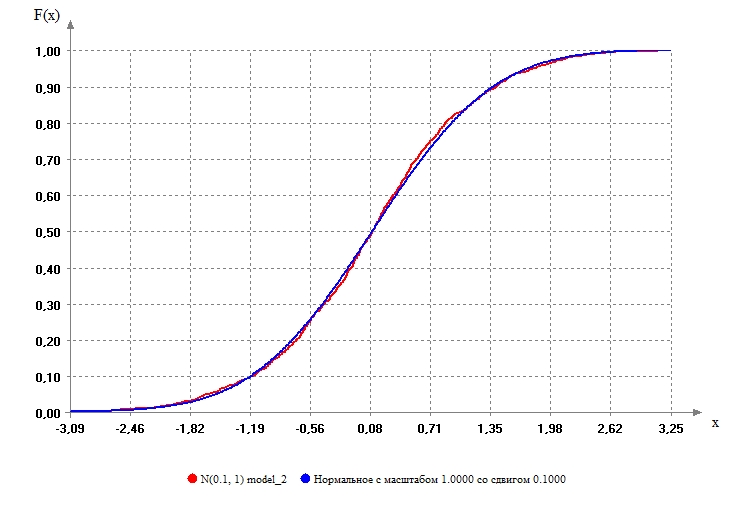 F(x)
1,00
0,90
0,80
0,70
0,60
0,50
0,40
0,30
0,20
0,10
0,00
-3,09 -2,46 -1,82 -1,19 -0,56 0,08 0,71 1,35 1,98 2,62 3,25
x
N(0.1, 1) model_2 Нормальное с масштабом 1.0000 со сдвигом 0.1000